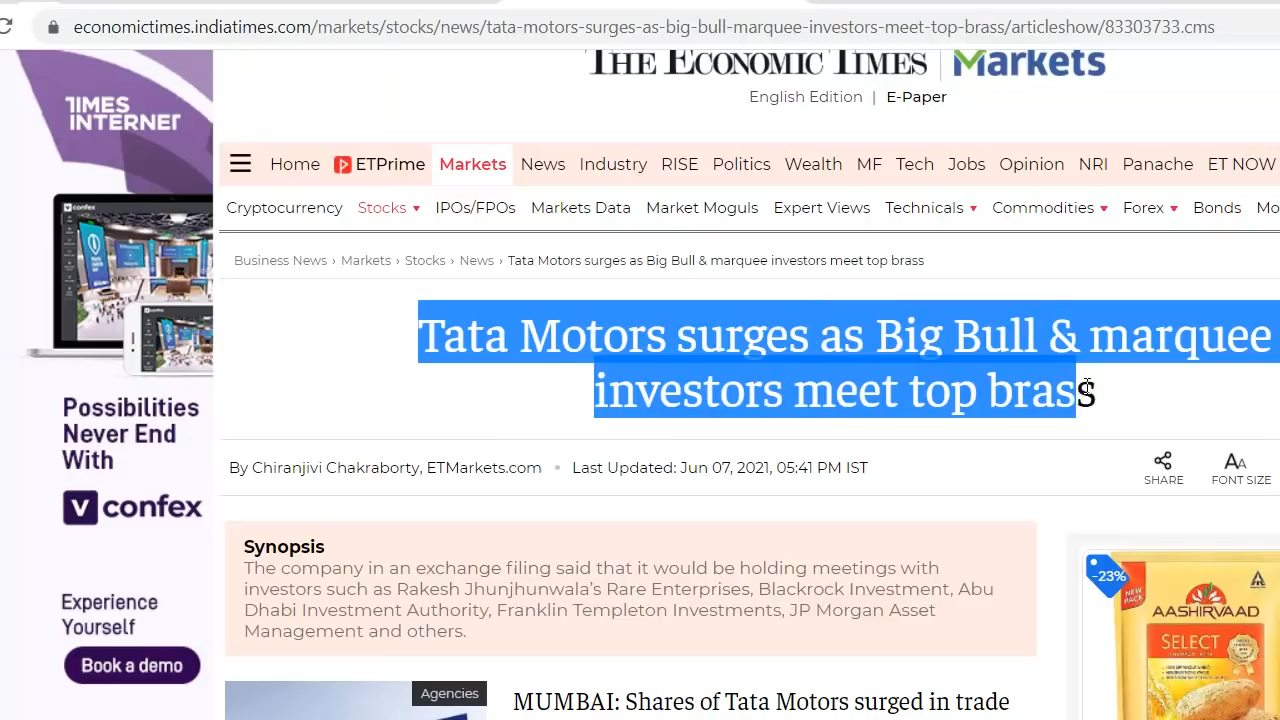 economictimes.indiatimes.com/markets/stocks/news/tata-motors-surges-as-big-bull-marquee-investors-meet-top-brass/articleshow/83303733.cms
TIMES
INTERNET
THE ECONOMIC TIMES | Markets
English Edition | E-Paper
Home ETPrime Markets News Industry RISE Politics Wealth MF Tech Jobs Opinion NRI Panache ET NOW
Cryptocurrency Stocks IPOs/FPOs Markets Data Market Moguls Expert Views Technicals Commodities Forex Bonds Mo
Business News › Markets › Stocks › News › Tata Motors surges as Big Bull & marquee investors meet top brass
Tata Motors surges as Big Bull & marquee
investors meet top brass
By Chiranjivi Chakraborty, ETMarkets.com • Last Updated: Jun 07, 2021, 05:41 PM IST
SHARE
FONT SIZE
confex
Possibilities
Never End
With
V confex
Experience
Yourself
Book a demo
Synopsis
The company in an exchange filing said that it would be holding meetings with
investors such as Rakesh Jhunjhunwala's Rare Enterprises, Blackrock Investment, Abu
Dhabi Investment Authority, Franklin Templeton Investments, JP Morgan Asset
Management and others.
-23%
NEW PACK
AASHIRVAAD
SELECT
Agencies
MUMBAI: Shares of Tata Motors surged in trade